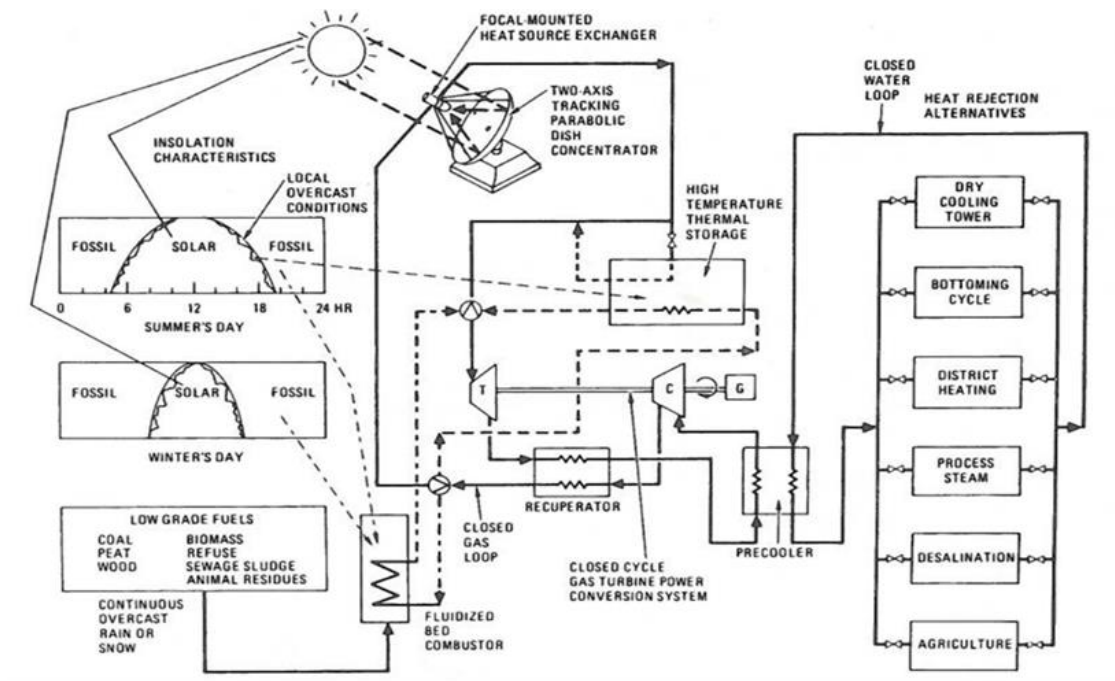 FOCAL-MOUNTED
HEAT SOURCE EXCHANGER
TWO-AXIS
TRACKING
PARABOLIC
DISH
CONCENTRATOR
CLOSED
WATER
LOOP
HEAT REJECTION
ALTERNATIVES
INSOLATION
CHARACTERISTICS
LOCAL
OVERCAST
CONDITIONS
HIGH
TEMPERATURE
THERMAL
STORAGE
FOSSIL
SOLAR
FOSSIL
0 6 12 18 24 HR
SUMMER'S DAY
FOSSIL
SOLAR
FOSSIL
WINTER'S DAY
T
C
G
RECUPERATOR
PRECOOLER
CLOSED
GAS
LOOP
CLOSED CYCLE
GAS TURBINE POWER
CONVERSION SYSTEM
LOW GRADE FUELS
COAL BIOMASS
PEAT REFUSE
WOOD SEWAGE SLUDGE
ANIMAL RESIDUES
CONTINUOUS
OVERCAST
RAIN OR
SNOW
FLUIDIZED
BED
COMBUSTOR
DRY
COOLING
TOWER
BOTTOMING
CYCLE
DISTRICT
HEATING
PROCESS
STEAM
DESALINATION
AGRICULTURE